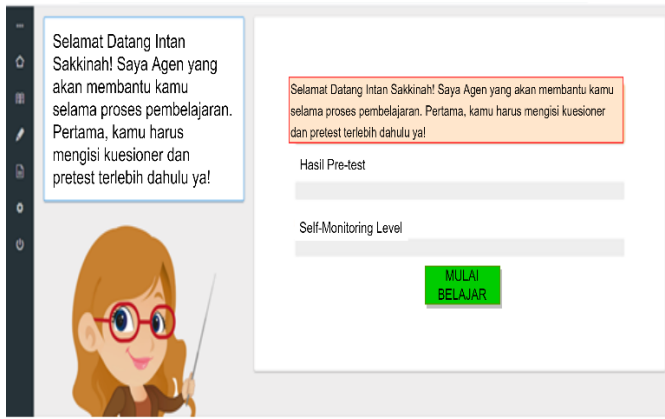 Selamat Datang Intan
Sakkinah! Saya Agen yang
akan membantu kamu
selama proses pembelajaran.
Pertama, kamu harus
mengisi kuesioner dan
pretest terlebih dahulu ya!
Selamat Datang Intan Sakkinah! Saya Agen yang akan membantu kamu
selama proses pembelajaran. Pertama, kamu harus mengisi kuesioner
dan pretest terlebih dahulu ya!
Hasil Pre-test
Self-Monitoring Level
MULAI
BELAJAR